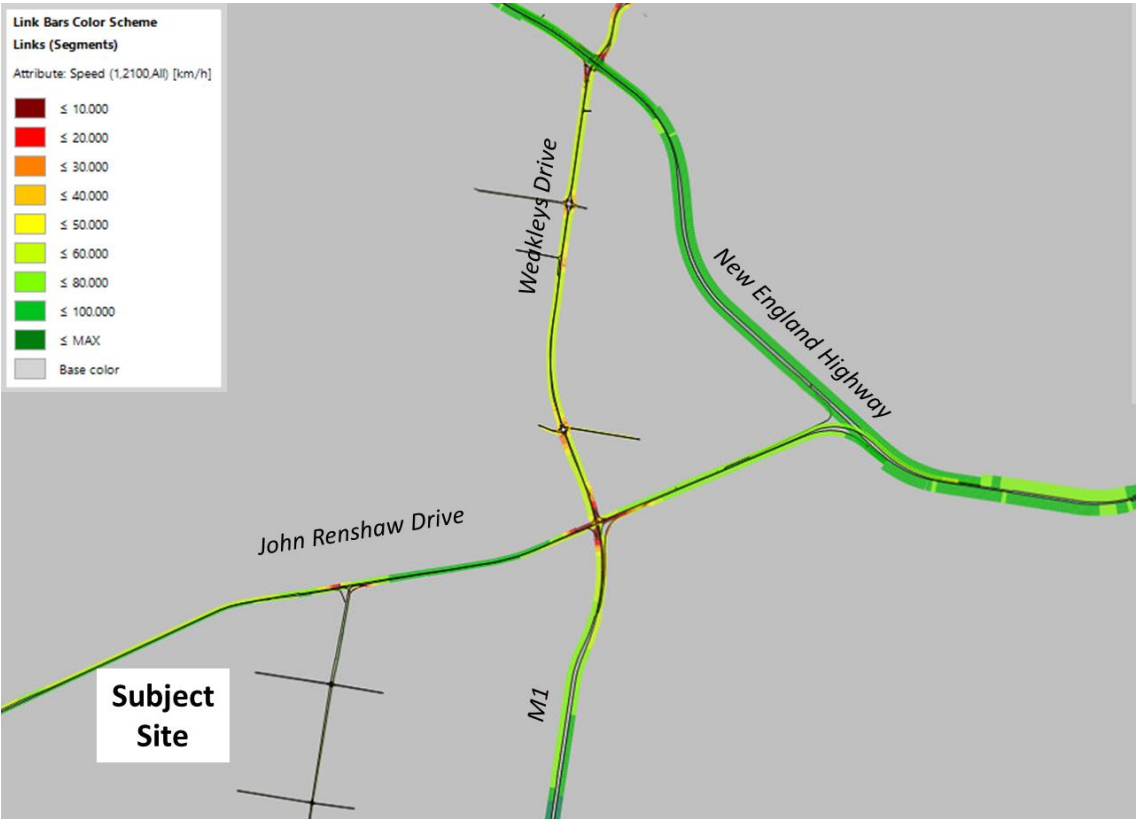 Link Bars Color Scheme
Links (Segments)
Attribute: Speed (1,2100,All) [km/h]
≤ 10.000
≤ 20.000
≤ 30.000
≤ 40.000
≤ 50.000
≤ 60.000
≤ 80.000
≤ 100.000
≤ MAX
Base color
Weakleys Drive
New England Highway
John Renshaw Drive
M1
Subject
Site